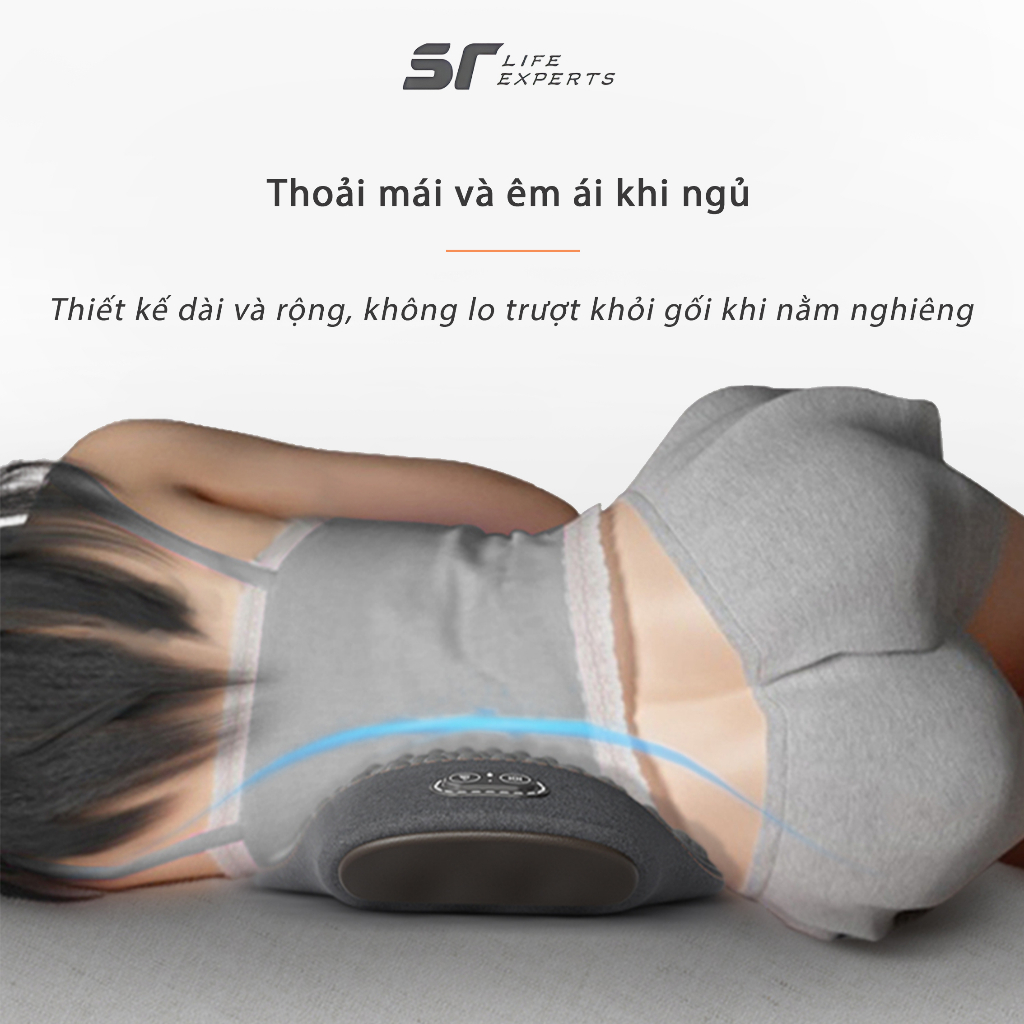 ST LIFE
EXPERTS
Thoải mái và êm ái khi ngủ
Thiết kế dài và rộng, không lo trượt khỏi gối khi nằm nghiêng